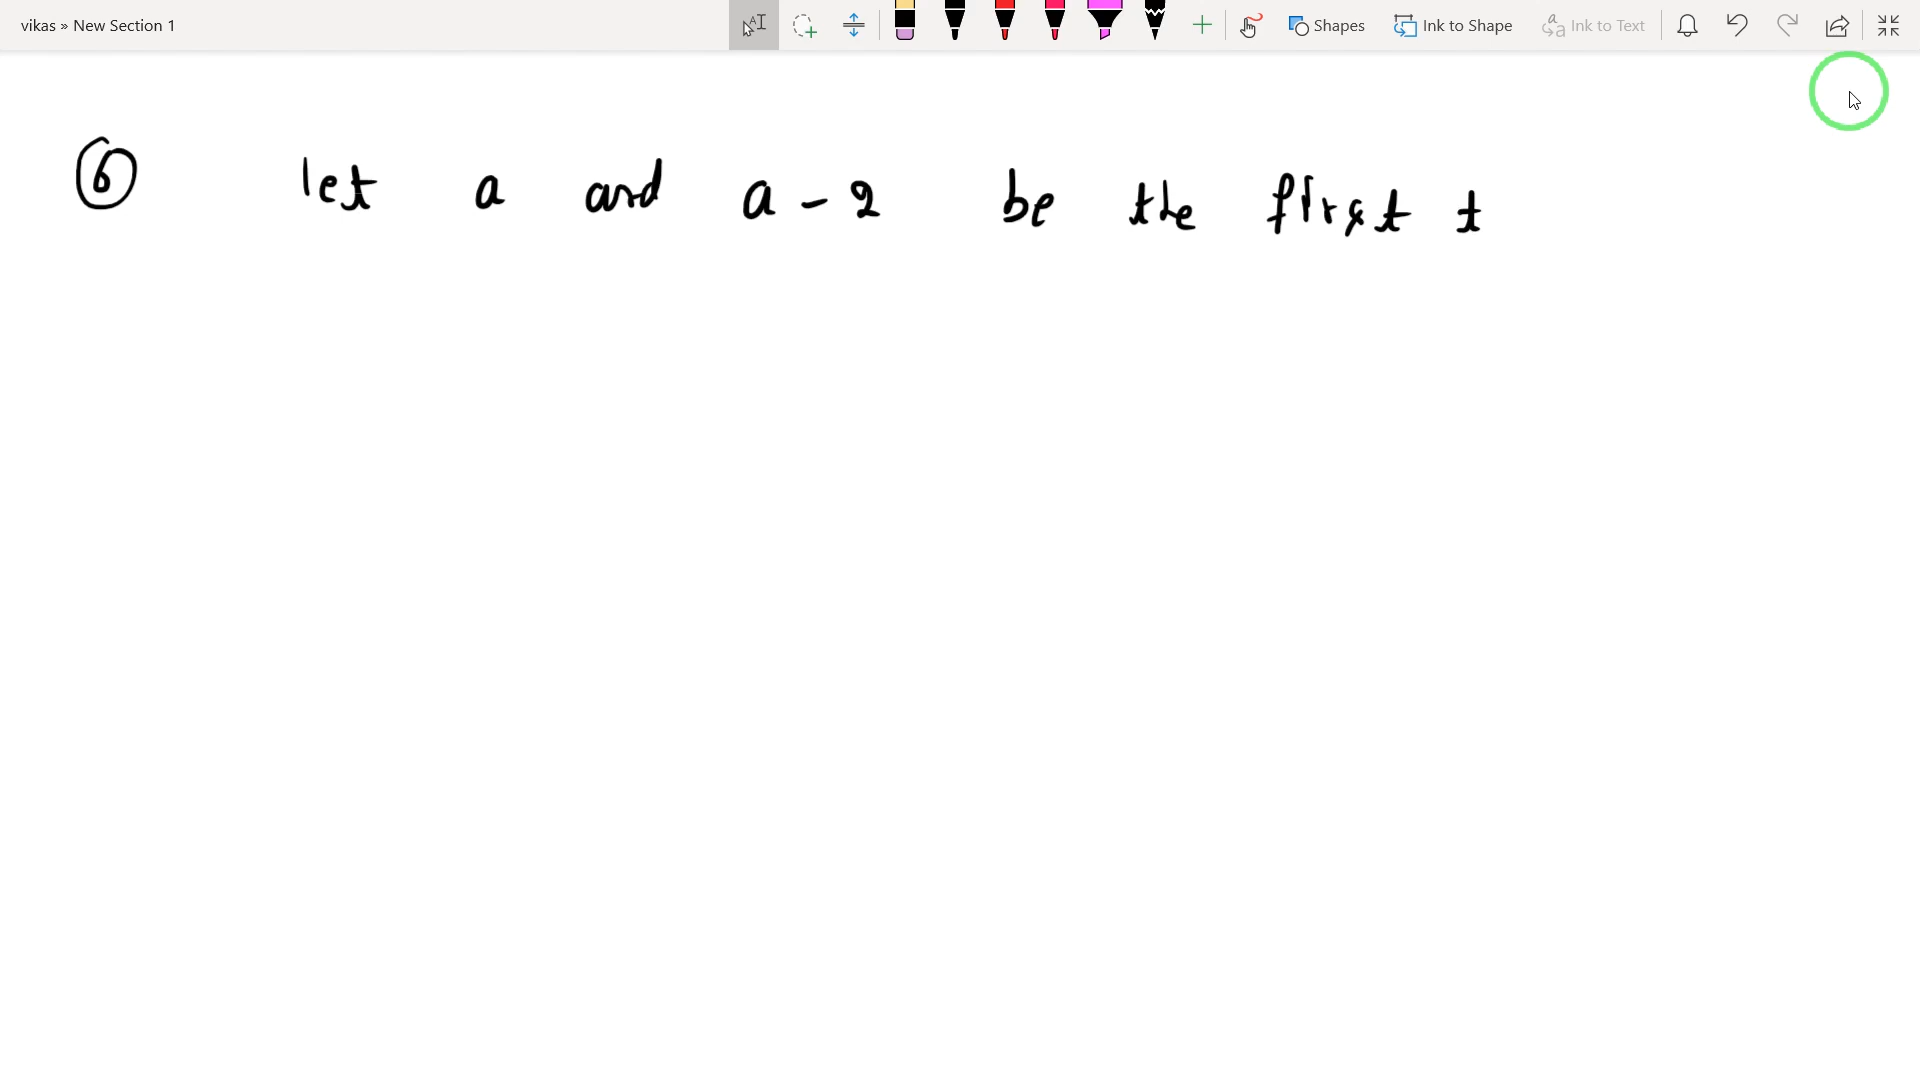 vikas » New Section 1
Shapes
Ink to Shape
Ink to Text
6 let a and a - 2 be the first t